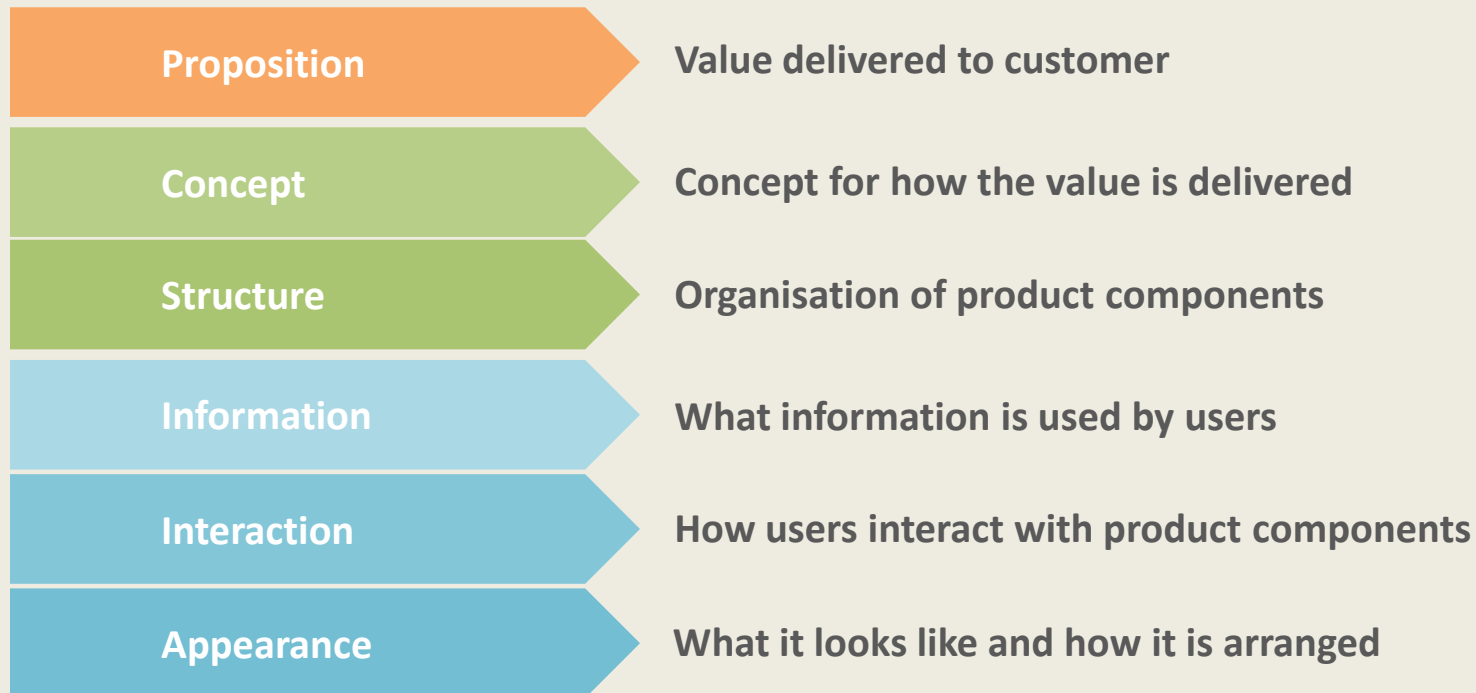 Proposition
Value delivered to customer
Concept
Concept for how the value is delivered
Structure
Organisation of product components
Information
What information is used by users
Interaction
How users interact with product components
Appearance
What it looks like and how it is arranged